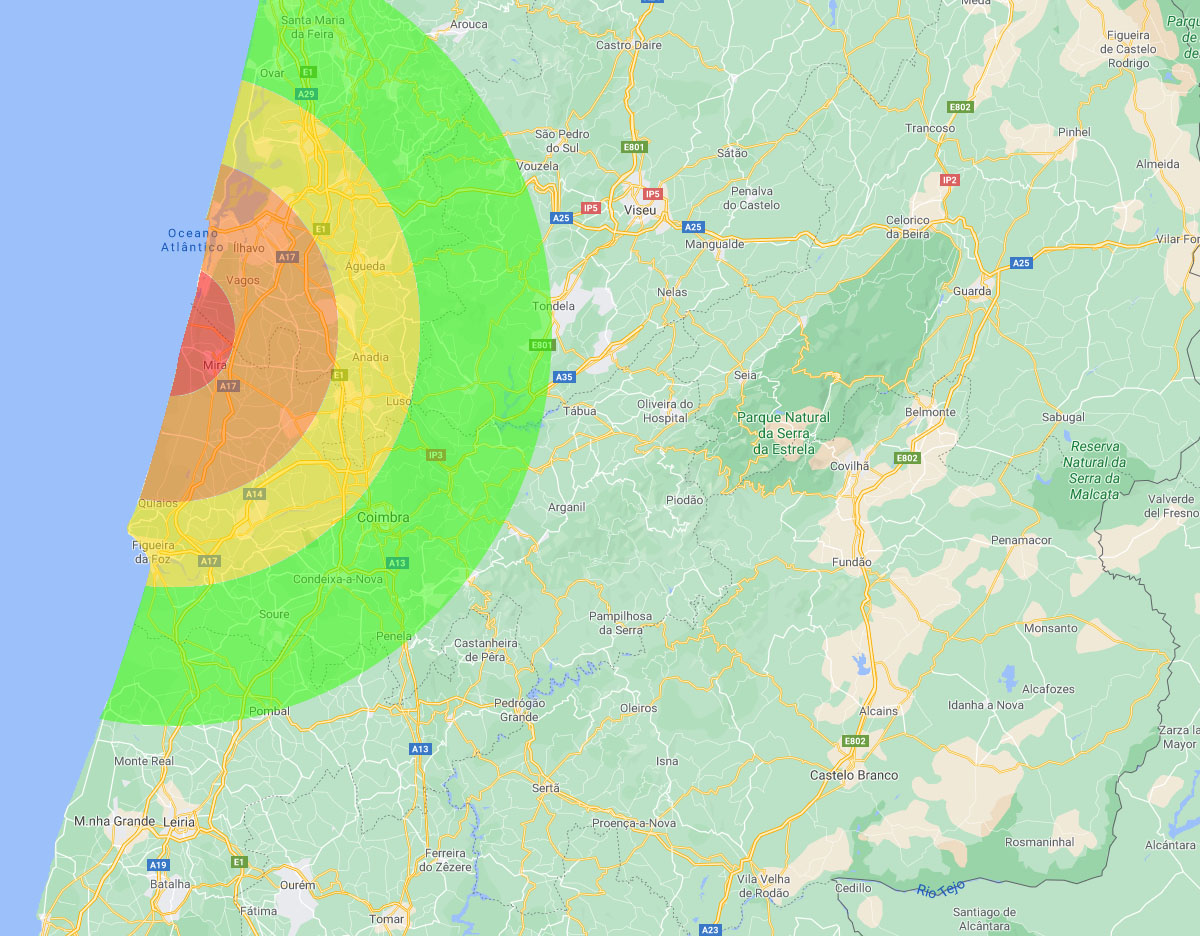 Santa Maria
da Feira
Arouca
Castro Daire
Meda
Figueira
de Castelo
Rodrigo
Ovar
E1
A29
E802
Trancoso
Pinhel
São Pedro
do Sul
E801
Sátão
Vouzela
Almeida
IP2
Penalva
do Castelo
IP5
IP5
Viseu
A25
A25
Celorico
da Beira
Mangualde
Oceano
Atlântico
Ílhavo
E1
A17
Vilar For
A25
Águeda
Vagos
Nelas
Guarda
Tondela
E801
Anadia
Mira
A17
E1
A35
Seia
Luso
Tábua
Oliveira do
Hospital
Belmonte
Sabugal
Parque Natural
da Serra
da Estrela
IP3
E802
Covilhã
Reserva
Natural da
Serra da
Malcata
A14
Quiaios
Arganil
Piodão
Valverde
del Fresno
Coimbra
Figueira
da Foz
A17
A13
Penamacor
Fundão
Condeixa-a-Nova
Soure
Pampilhosa
da Serra
Penela
Monsanto
Castanheira
de Pêra
Alcafozes
Idanha a Nova
Pombal
Pedrógão
Grande
Oleiros
Alcains
Zarza la
Mayor
A13
E802
Monte Real
Isna
Castelo Branco
Sertã
M.nha Grande
Leiria
Proença-a-Nova
Rosmaninhal
Alcántara
A19
E1
Ferreira
do Zêzere
Batalha
Ourém
Vila Velha
de Rodão
Cedillo
Rio Tejo
Fátima
Tomar
Santiago de
Alcántara
A23